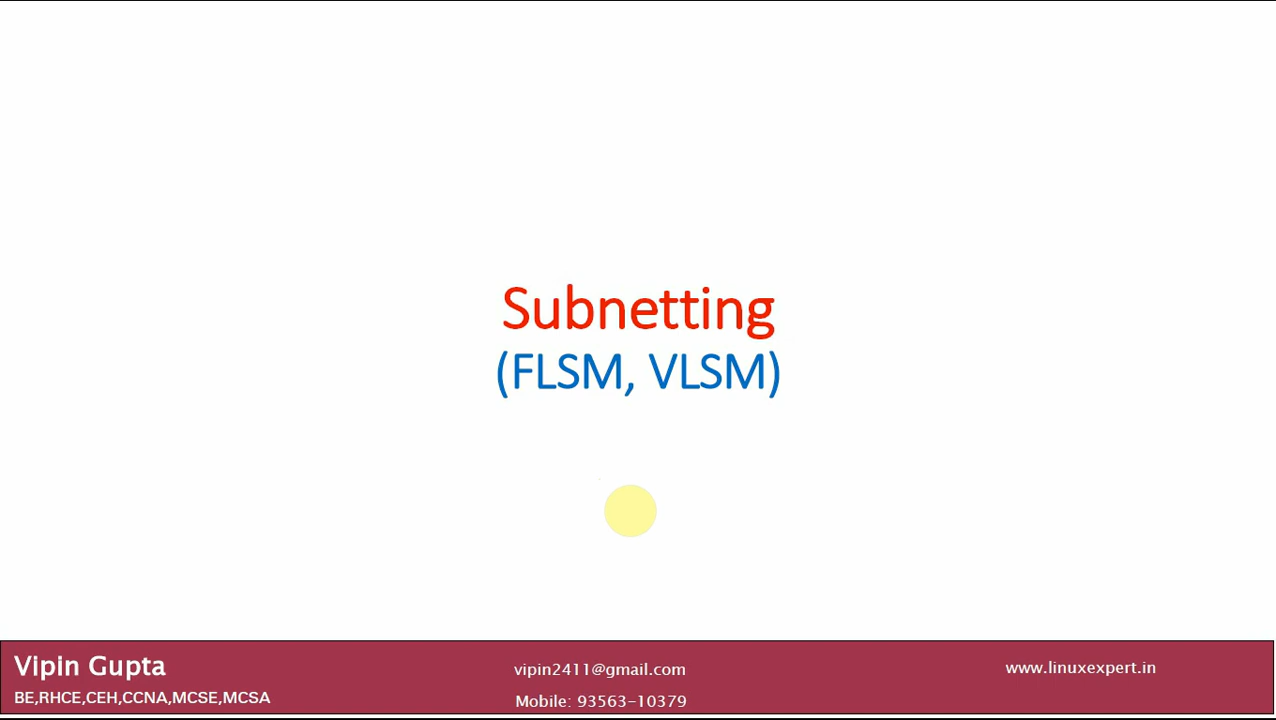 Subnetting
(FLSM, VLSM)
Vipin Gupta
BE,RHCE,CEH,CCNA,MCSE,MCSA
vipin2411@gmail.com
Mobile: 93563-10379
www.linuxexpert.in